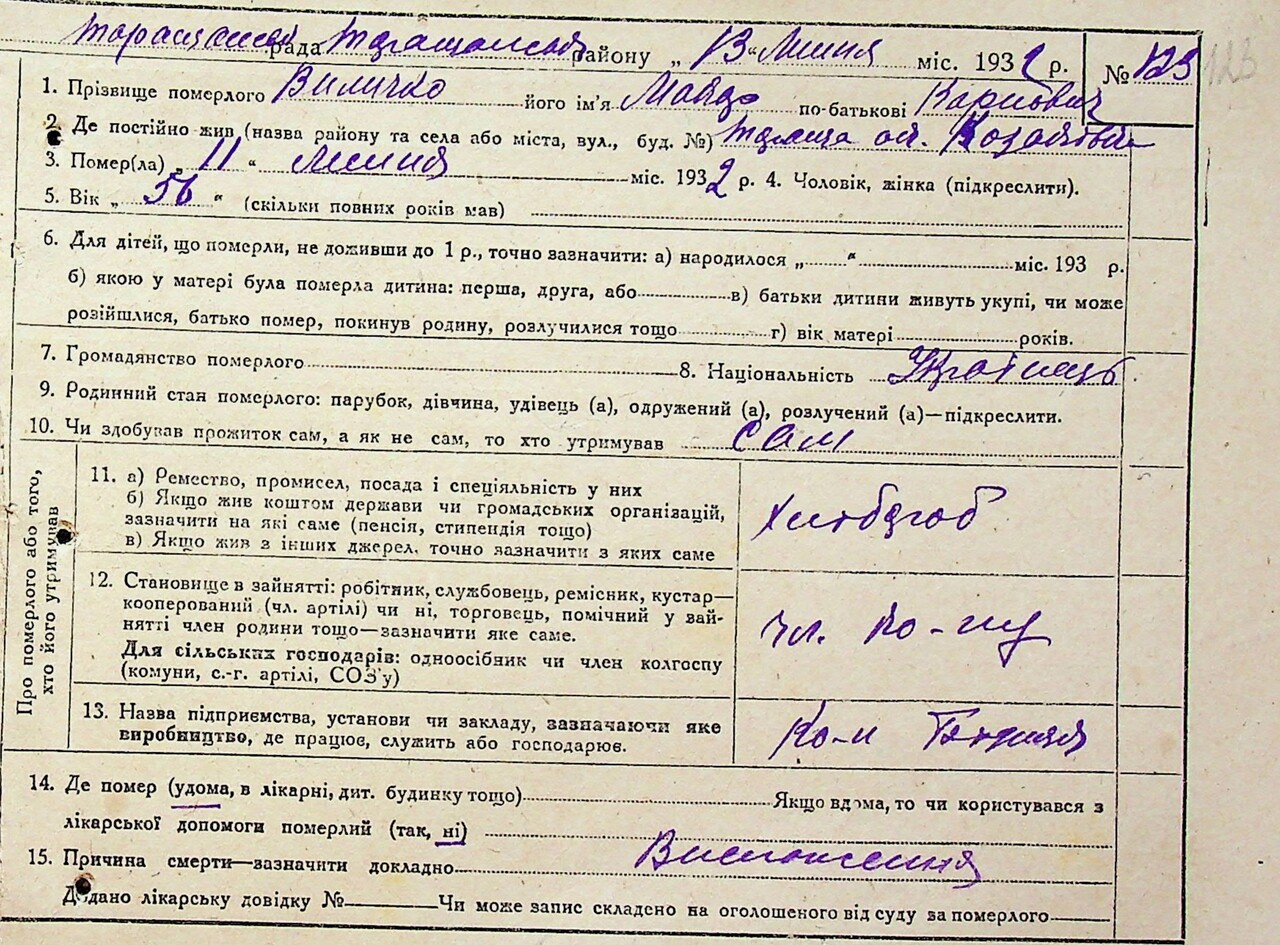 рада районну „ 13 “ Липня міс. 1932 р. № 123 123
1. Прізвище померлого Величко його ім'я по-батькові Карпович
2. Де постійно жив (назва району та села або міста, вул., буд. №) Тараща
3. Помер(ла) „ 11 “ Липня міс. 1932 р. 4. Чоловік, жінка (підкреслити).
5. Вік „ 56 “ (скільки повних років мав)
6. Для дітей, що померли, не доживши до 1 р., точно зазначити: а) народилося „ “ міс. 193 р.
б) якою у матері була померла дитина: перша, друга, або в) батьки дитини живуть укупі, чи може
розійшлися, батько помер, покинув родину, розлучилися тощо г) вік матері років.
7. Громадянство померлого 8. Національність Українець
9. Родинний стан померлого: парубок, дівчина, удівець (а), одружений (а), розлучений (а)—підкреслити.
10. Чи здобував прожиток сам, а як не сам, то хто утримував сам
Про померлого або того,
хто його утримував
11. а) Ремество, промисел, посада і спеціяльність у них
б) Якщо жив коштом держави чи громадських організацій,
зазначити на які саме (пенсія, стипендія тощо)
в) Якщо жив з інших джерел, точно зазначити з яких саме
Хлібороб
12. Становище в зайнятті: робітник, службовець, ремісник, кустар—
кооперований (чл. артілі) чи ні, торговець, помічний у зай-
нятті член родини тощо—зазначити яке саме.
Для сільських господарів: одноосібник чи член колгоспу
(комуни, с.-г. артілі, СОЗ'у)
чл. Ко-пу
13. Назва підприємства, установи чи закладу, зазначаючи яке
виробництво, де працює, служить або господарює.
14. Де помер (удома, в лікарні, дит. будинку тощо) Якщо вдома, то чи користувався з
лікарської допомоги померлий (так, ні)
15. Причина смерти—зазначити докладно Виснаження
Додано лікарську довідку № Чи може запис складено на оголошеного від суду за померлого